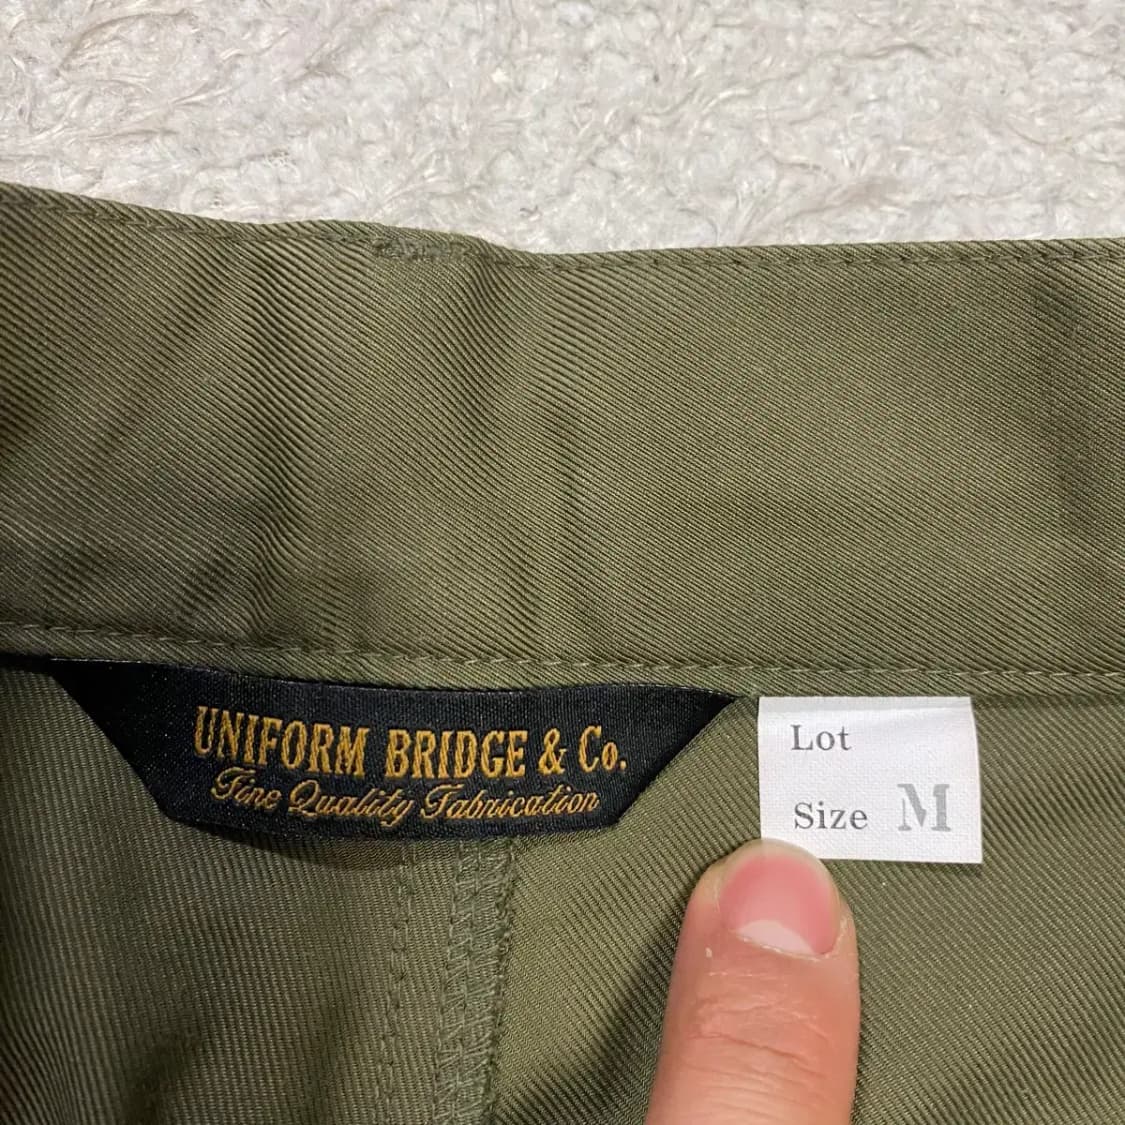 UNIFORM BRIDGE & Co.
Fine Quality Fabrication
Lot
Size M